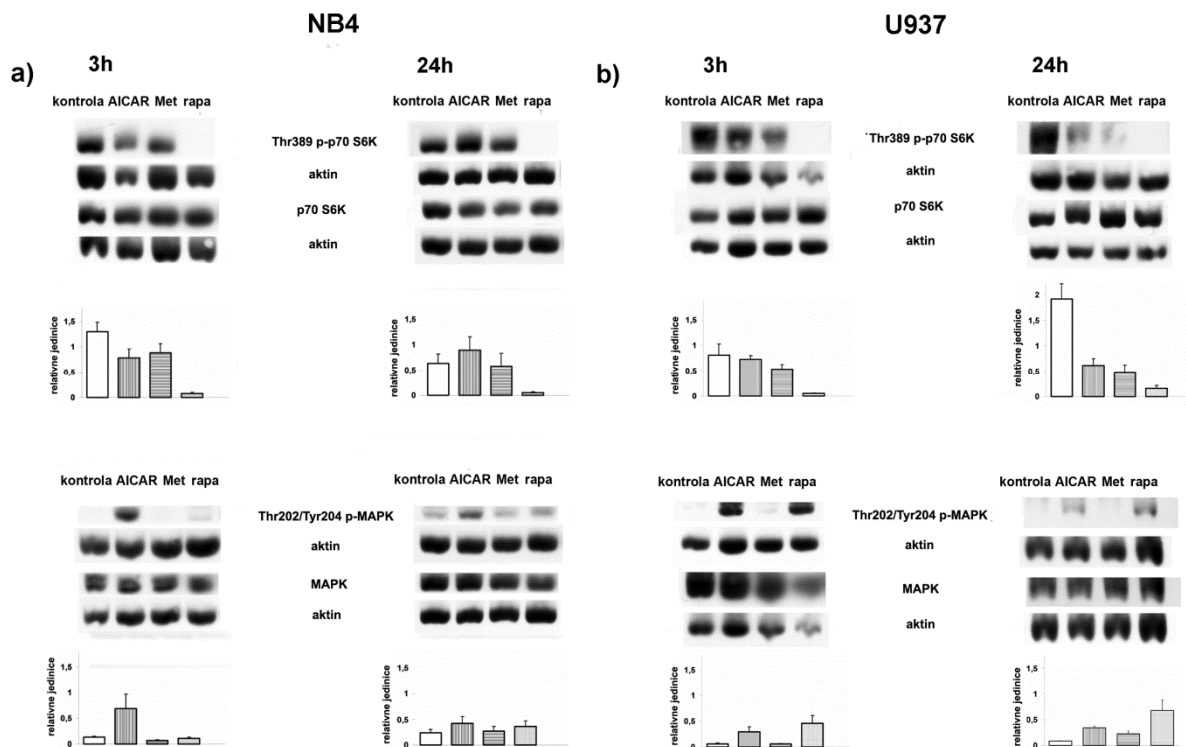 NB4
U937
a)
3h
24h
b)
3h
24h
kontrola AICAR Met rapa
kontrola AICAR Met rapa
kontrola AICAR Met rapa
kontrola AICAR Met rapa
Thr389 p-p70 S6K
aktin
p70 S6K
aktin
Thr389 p-p70 S6K
aktin
p70 S6K
aktin
relativne jedinice
1,5
1
0,5
0
relativne jedinice
1,5
1
0,5
0
relativne jedinice
1,5
1
0,5
0
relativne jedinice
2
1,5
1
0,5
0
kontrola AICAR Met rapa
kontrola AICAR Met rapa
kontrola AICAR Met rapa
kontrola AICAR Met rapa
Thr202/Tyr204 p-MAPK
aktin
MAPK
aktin
Thr202/Tyr204 p-MAPK
aktin
MAPK
aktin
relativne jedinice
1,5
1
0,5
0
relativne jedinice
1,5
1
0,5
0
relativne jedinice
1,5
1
0,5
0
relativne jedinice
1,5
1
0,5
0